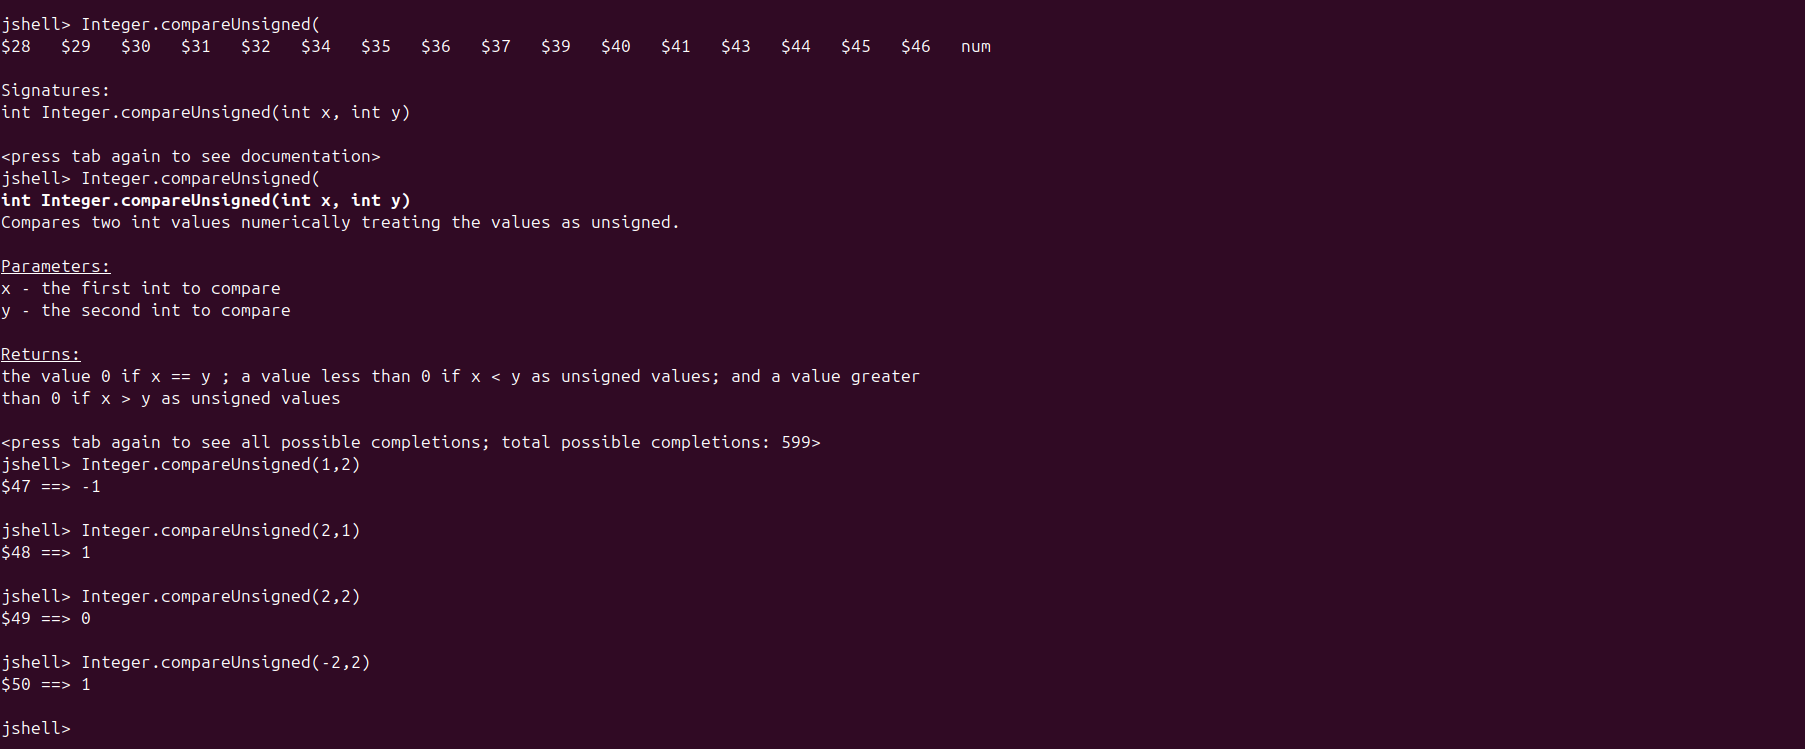 jshell> Integer.compareUnsigned(
$28   $29   $30   $31   $32   $34   $35   $36   $37   $39   $40   $41   $43   $44   $45   $46   num
Signatures:
int Integer.compareUnsigned(int x, int y)
<press tab again to see documentation>
jshell> Integer.compareUnsigned(
int Integer.compareUnsigned(int x, int y)
Compares two int values numerically treating the values as unsigned.
Parameters:
x - the first int to compare
y - the second int to compare
Returns:
the value 0 if x == y ; a value less than 0 if x < y as unsigned values; and a value greater
than 0 if x > y as unsigned values
<press tab again to see all possible completions; total possible completions: 599>
jshell> Integer.compareUnsigned(1,2)
$47 ==> -1
jshell> Integer.compareUnsigned(2,1)
$48 ==> 1
jshell> Integer.compareUnsigned(2,2)
$49 ==> 0
jshell> Integer.compareUnsigned(-2,2)
$50 ==> 1
jshell>